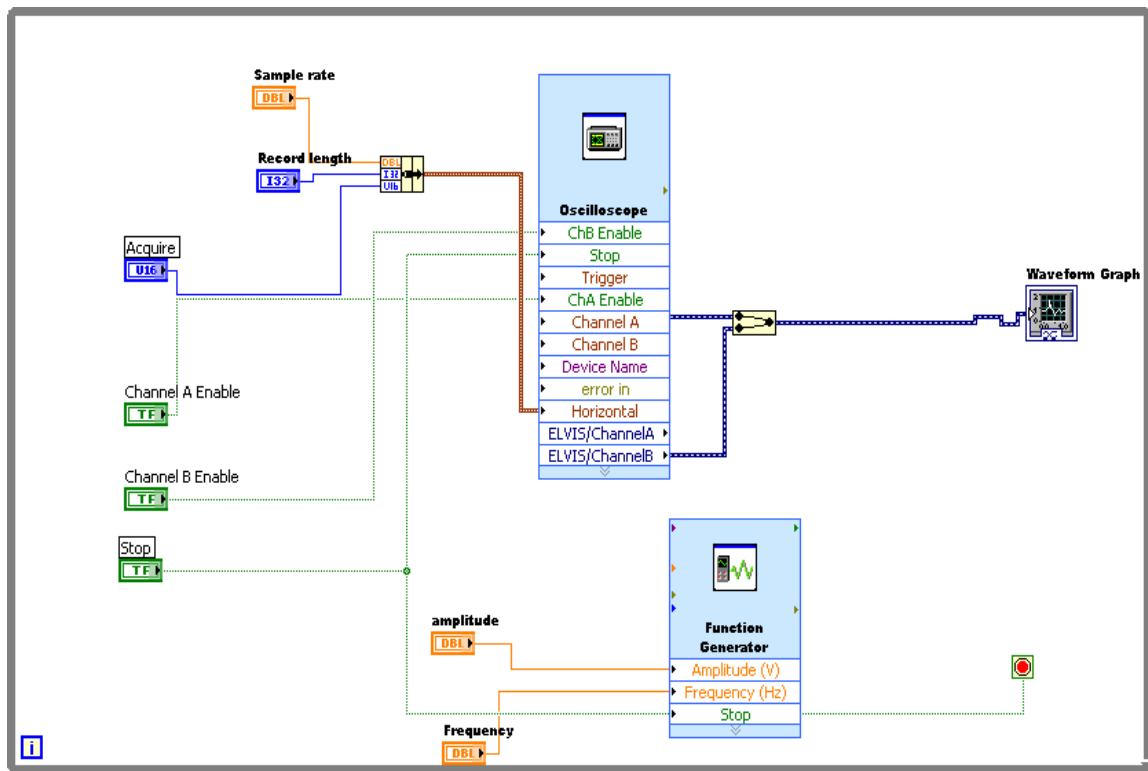 Sample rate
DBL
Record length
I32
DBL
I32
U16
Acquire
U16
Oscilloscope
ChB Enable
Stop
Trigger
ChA Enable
Channel A
Channel B
Device Name
error in
Horizontal
ELVIS/ChannelA
ELVIS/ChannelB
Waveform Graph
Channel A Enable
TF
Channel B Enable
TF
Stop
TF
amplitude
DBL
Frequency
DBL
Function
Generator
Amplitude (V)
Frequency (Hz)
Stop
i